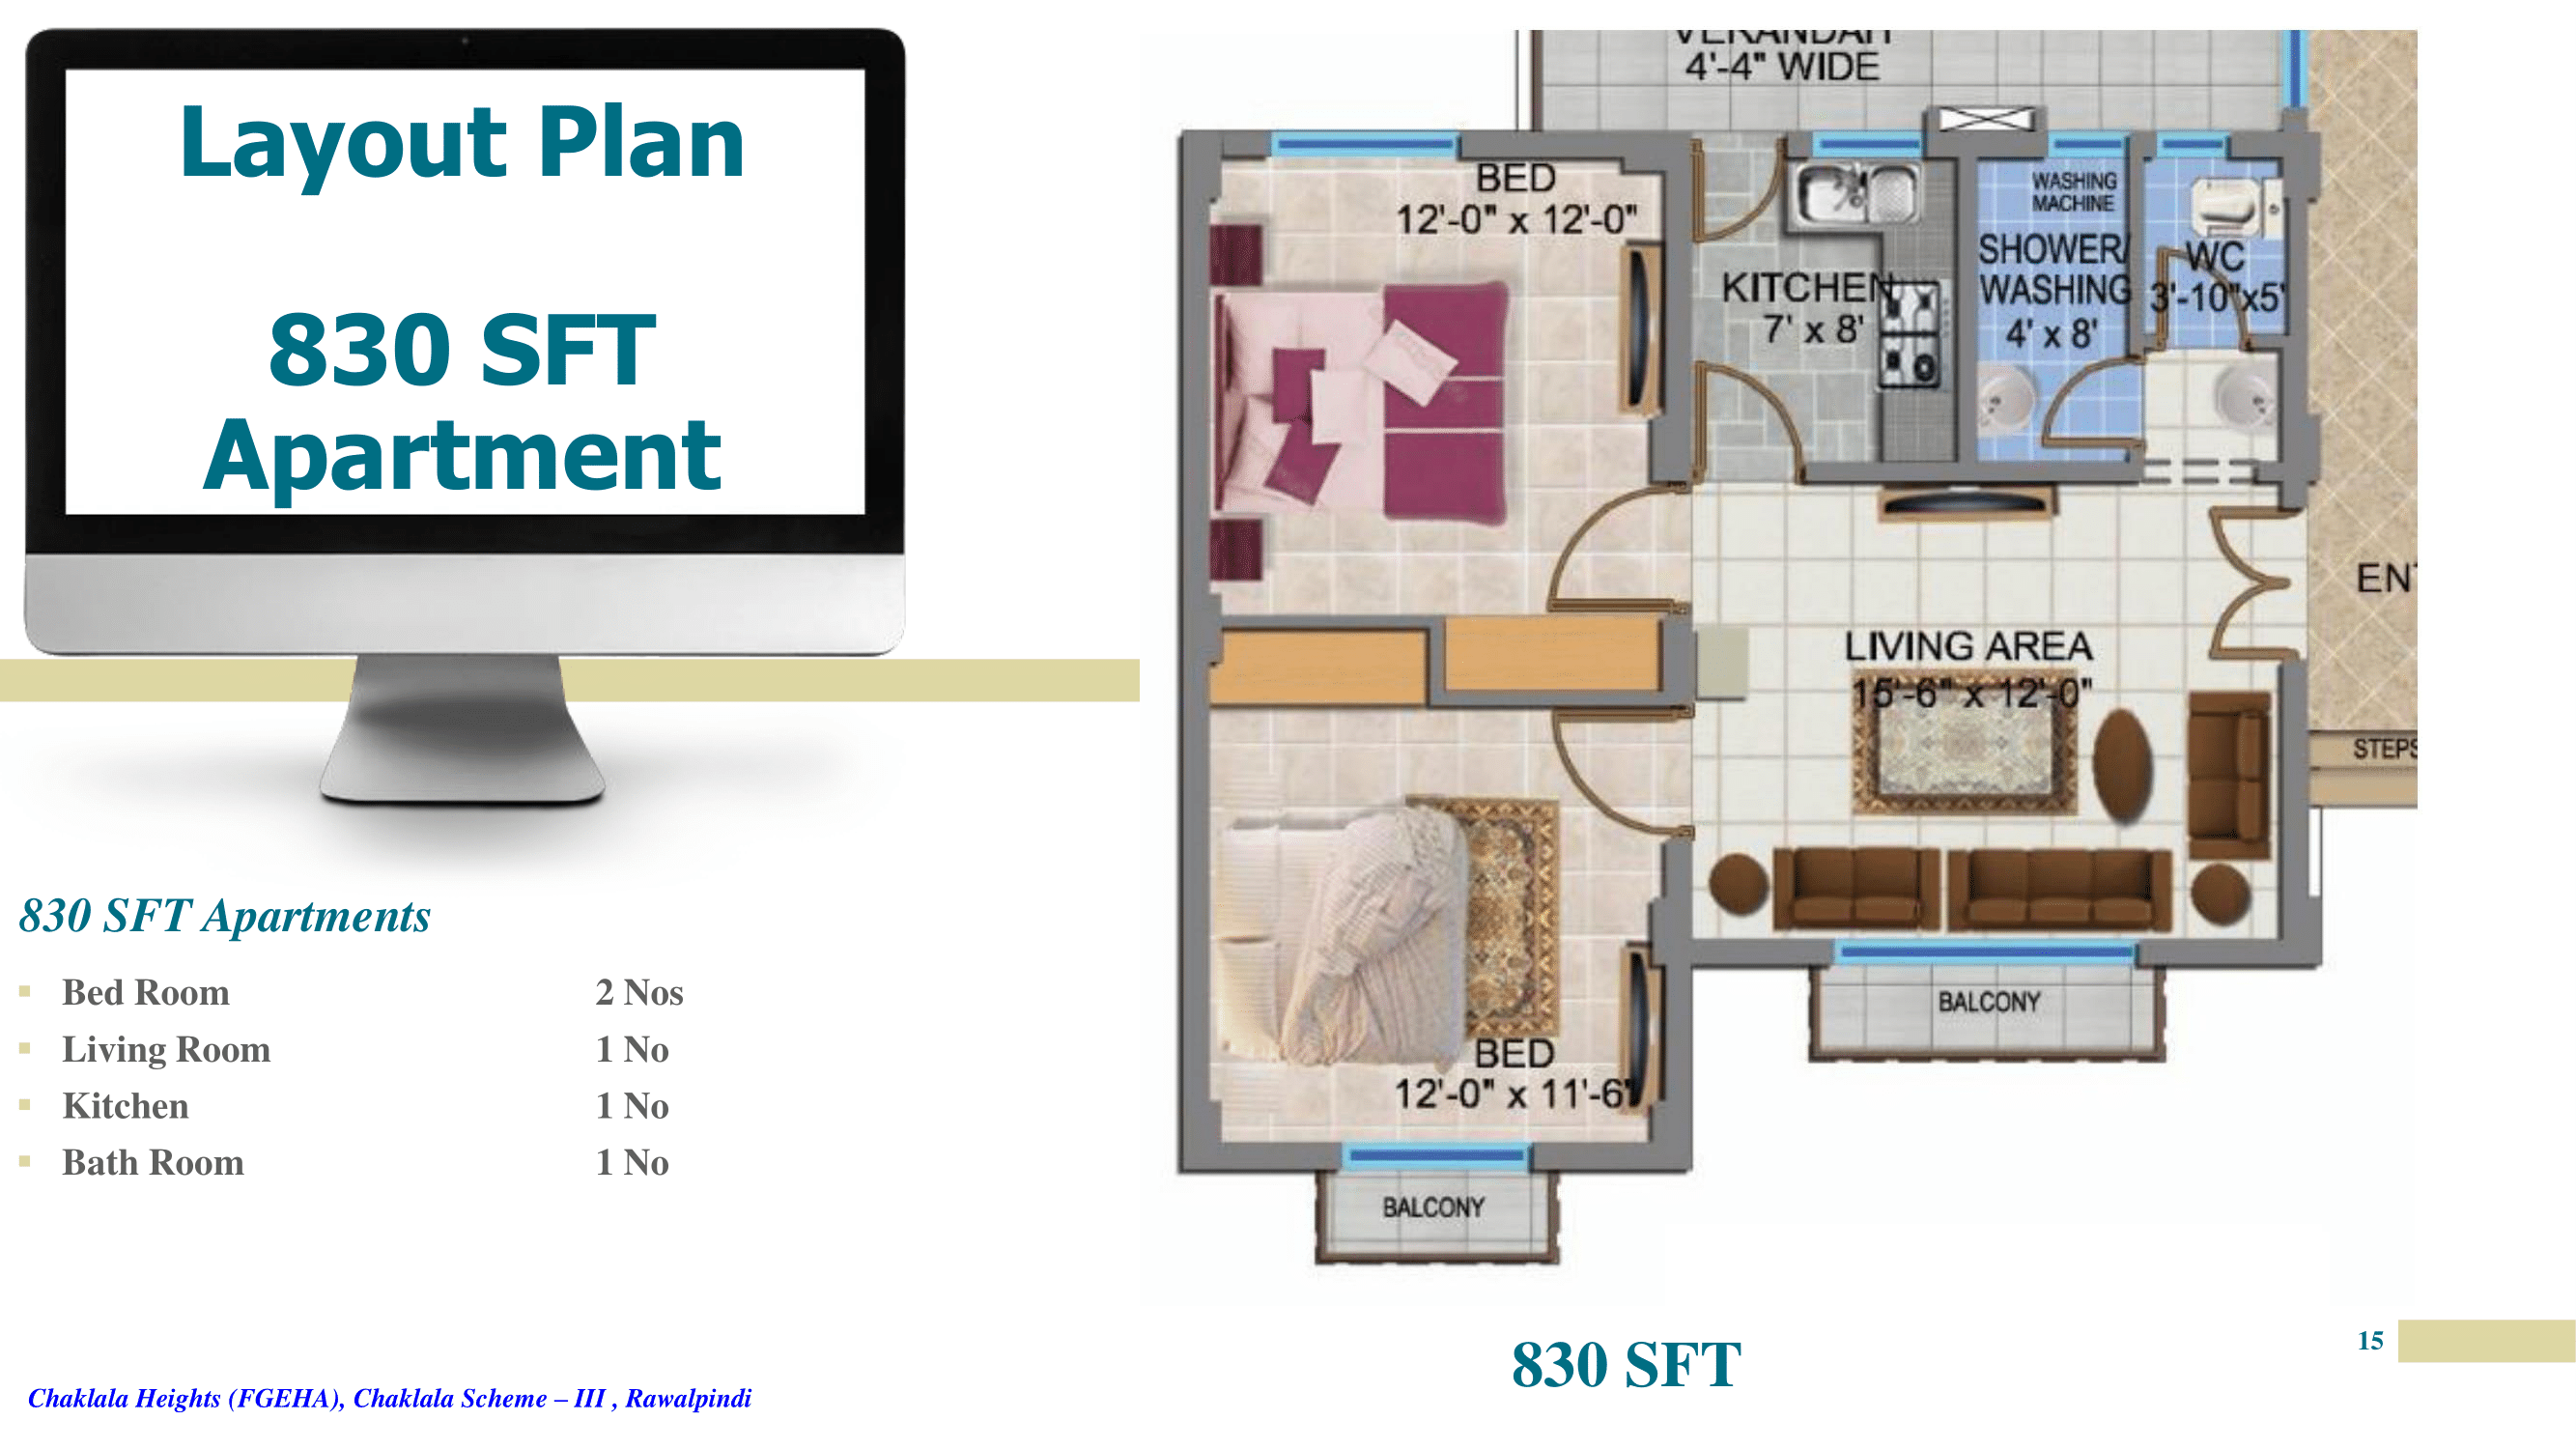 Layout Plan
830 SFT
Apartment
830 SFT Apartments
Bed Room 2 Nos
Living Room 1 No
Kitchen 1 No
Bath Room 1 No
Chaklala Heights (FGEHA), Chaklala Scheme – III , Rawalpindi
VERANDAH
4'-4" WIDE
BED
12'-0" x 12'-0"
KITCHEN
7' x 8'
WASHING
MACHINE
SHOWER/
WASHING
4' x 8'
WC
3'-10"x5'
LIVING AREA
15'-6" x 12'-0"
STEPS
BED
12'-0" x 11'-6"
BALCONY
BALCONY
830 SFT
15